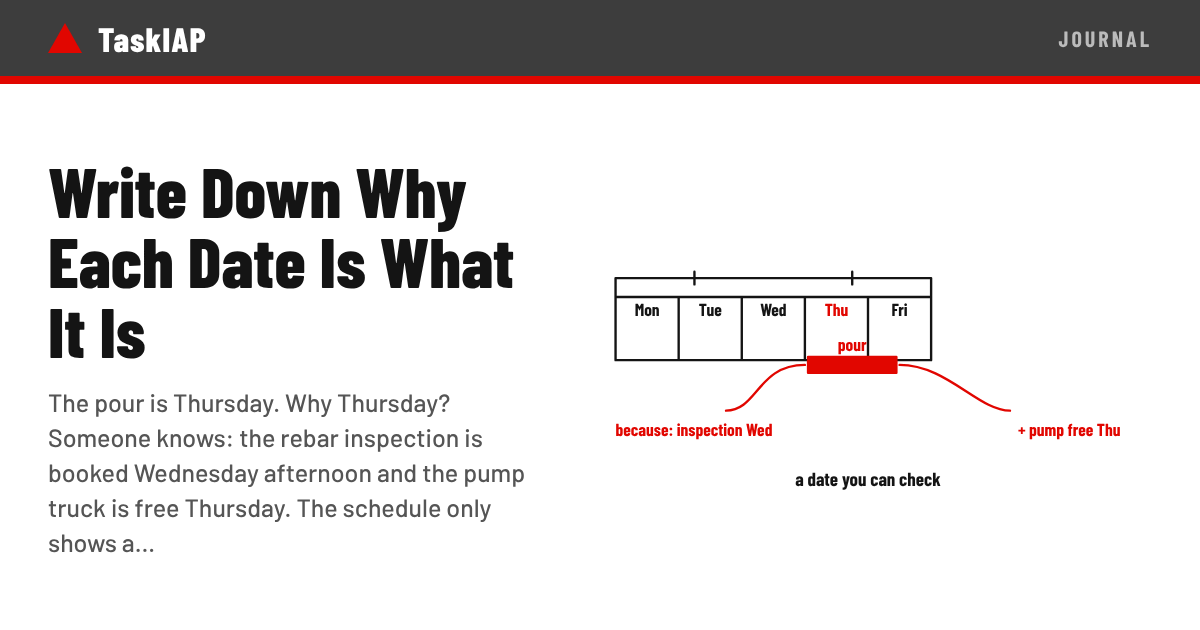 TaskIAP
JOURNAL
Write Down Why
Each Date Is What
It Is
The pour is Thursday. Why Thursday?
Someone knows: the rebar inspection is
booked Wednesday afternoon and the pump
truck is free Thursday. The schedule only
shows a...
Mon Tue Wed Thu Fri
pour
because: inspection Wed
+ pump free Thu
a date you can check